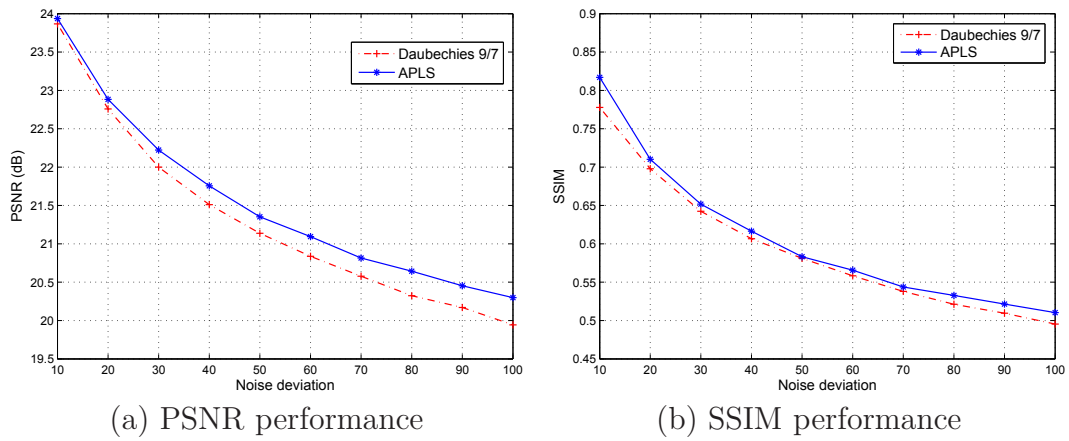 24
23.5
23
22.5
22
21.5
21
20.5
20
19.5
PSNR (dB)
10 20 30 40 50 60 70 80 90 100
Noise deviation
Daubechies 9/7
APLS
(a) PSNR performance
0.9
0.85
0.8
0.75
0.7
0.65
0.6
0.55
0.5
0.45
SSIM
10 20 30 40 50 60 70 80 90 100
Noise deviation
Daubechies 9/7
APLS
(b) SSIM performance